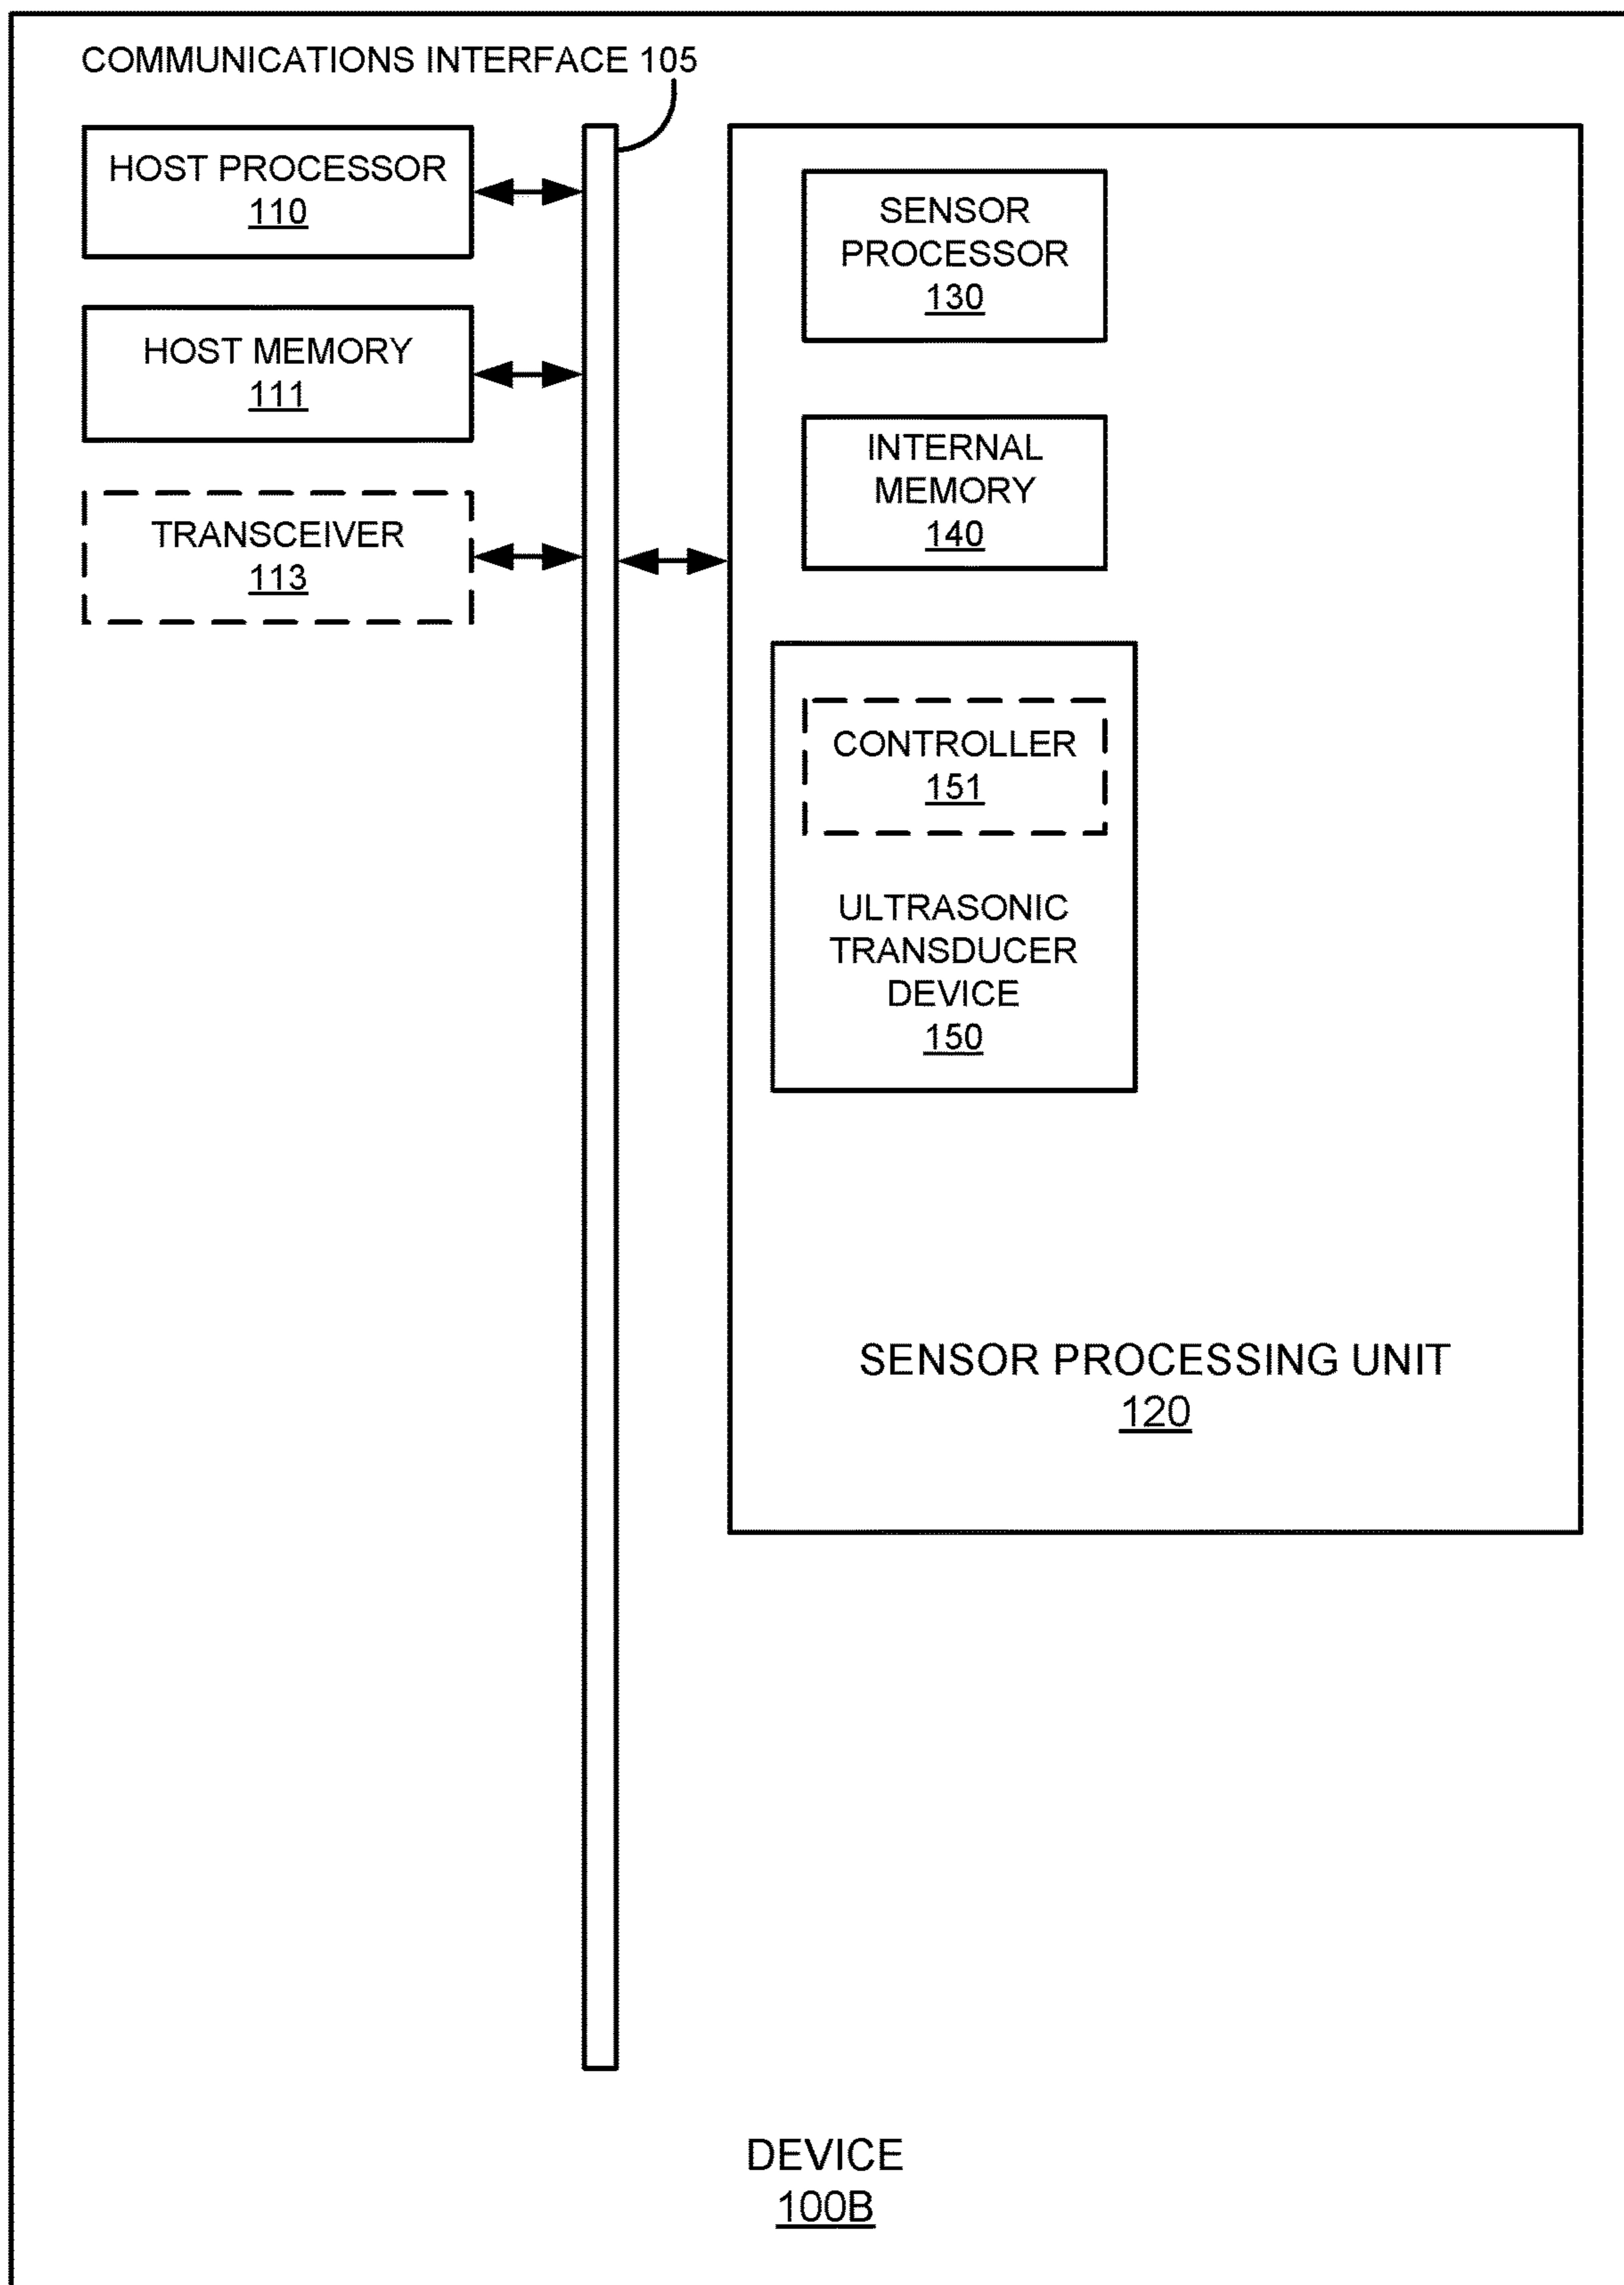 COMMUNICATIONS INTERFACE 105
HOST PROCESSOR
110
HOST MEMORY
111
TRANSCEIVER
113
SENSOR
PROCESSOR
130
INTERNAL
MEMORY
140
CONTROLLER
151
ULTRASONIC
TRANSDUCER
DEVICE
150
SENSOR PROCESSING UNIT
120
DEVICE
100B